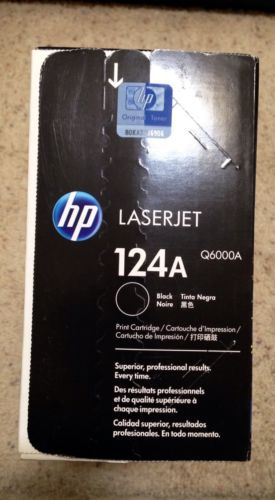 hp
Original Toner
hp
LASERJET
124A
Q6000A
Black Tinta Negra
Noire 黑色
Print Cartridge / Cartouche d'Impression /
Cartucho de Impresión / 打印硒鼓
Superior, professional results.
Every time.
Des résultats professionnels
et de qualité supérieure à
chaque impression.
Calidad superior, resultados
profesionales. En todo momento.